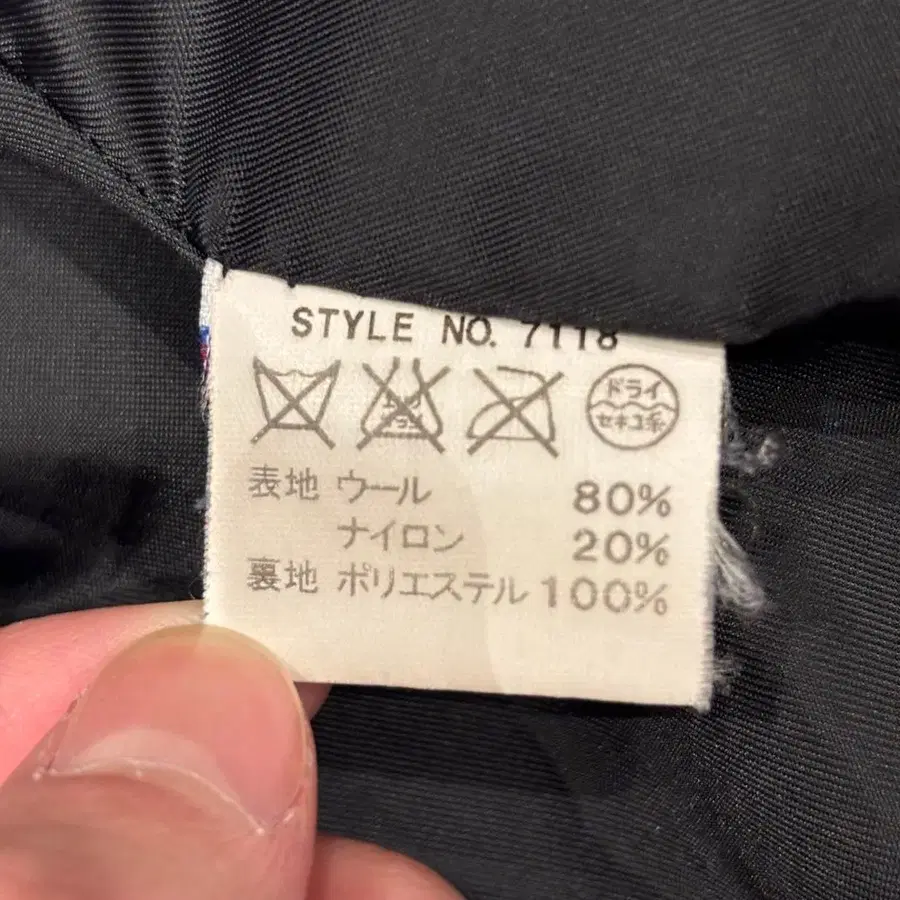 STYLE NO. 7118
ドライ
セキユ系
表地 ウール 80%
ナイロン 20%
裏地 ポリエステル 100%